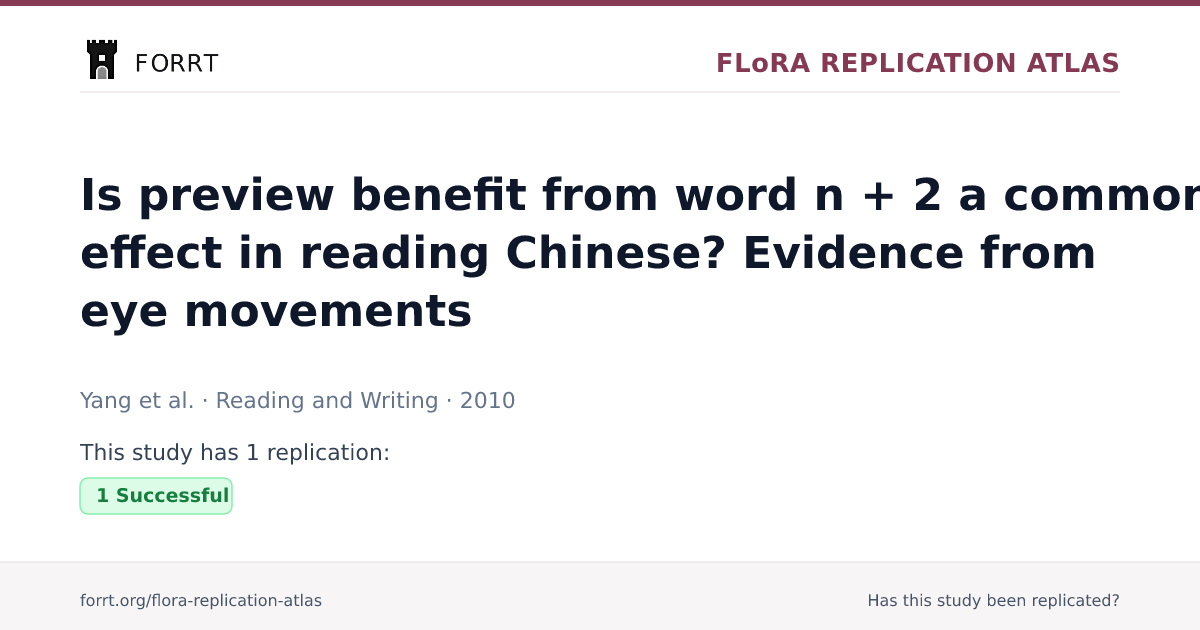 FORRT
FLoRA REPLICATION ATLAS
Is preview benefit from word n + 2 a common
effect in reading Chinese? Evidence from
eye movements
Yang et al. · Reading and Writing · 2010
This study has 1 replication:
1 Successful
forrt.org/flora-replication-atlas
Has this study been replicated?